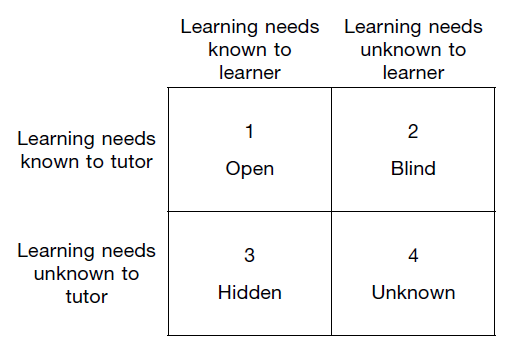 Learning needs
known to
learner
Learning needs
unknown to
learner
Learning needs
known to tutor
1
Open
2
Blind
Learning needs
unknown to
tutor
3
Hidden
4
Unknown